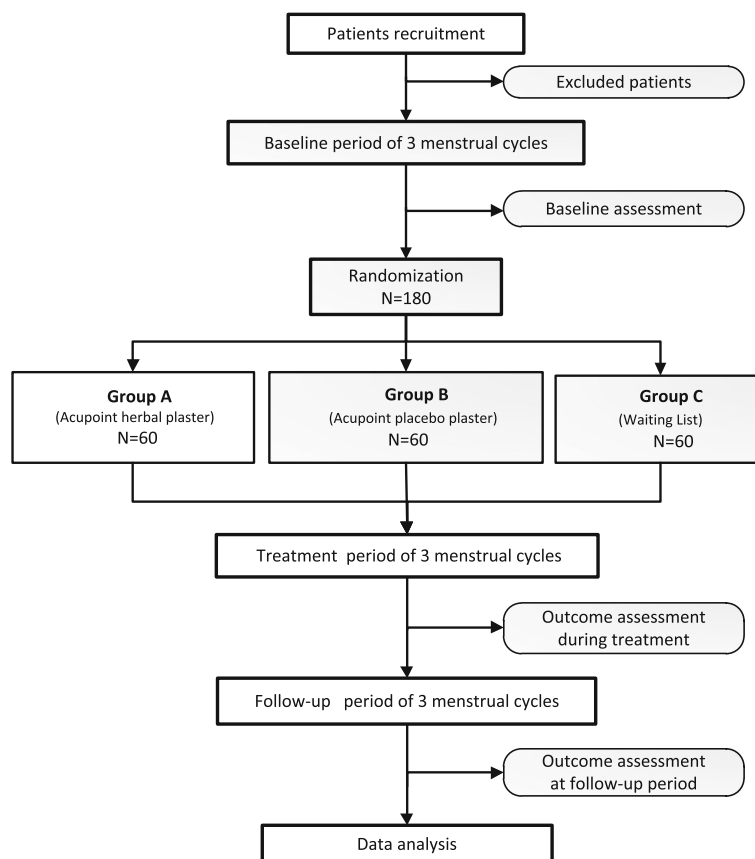 Patients recruitment
Excluded patients
Baseline period of 3 menstrual cycles
Baseline assessment
Randomization
N=180
Group A
(Acupoint herbal plaster)
N=60
Group B
(Acupoint placebo plaster)
N=60
Group C
(Waiting List)
N=60
Treatment period of 3 menstrual cycles
Outcome assessment
during treatment
Follow-up period of 3 menstrual cycles
Outcome assessment
at follow-up period
Data analysis